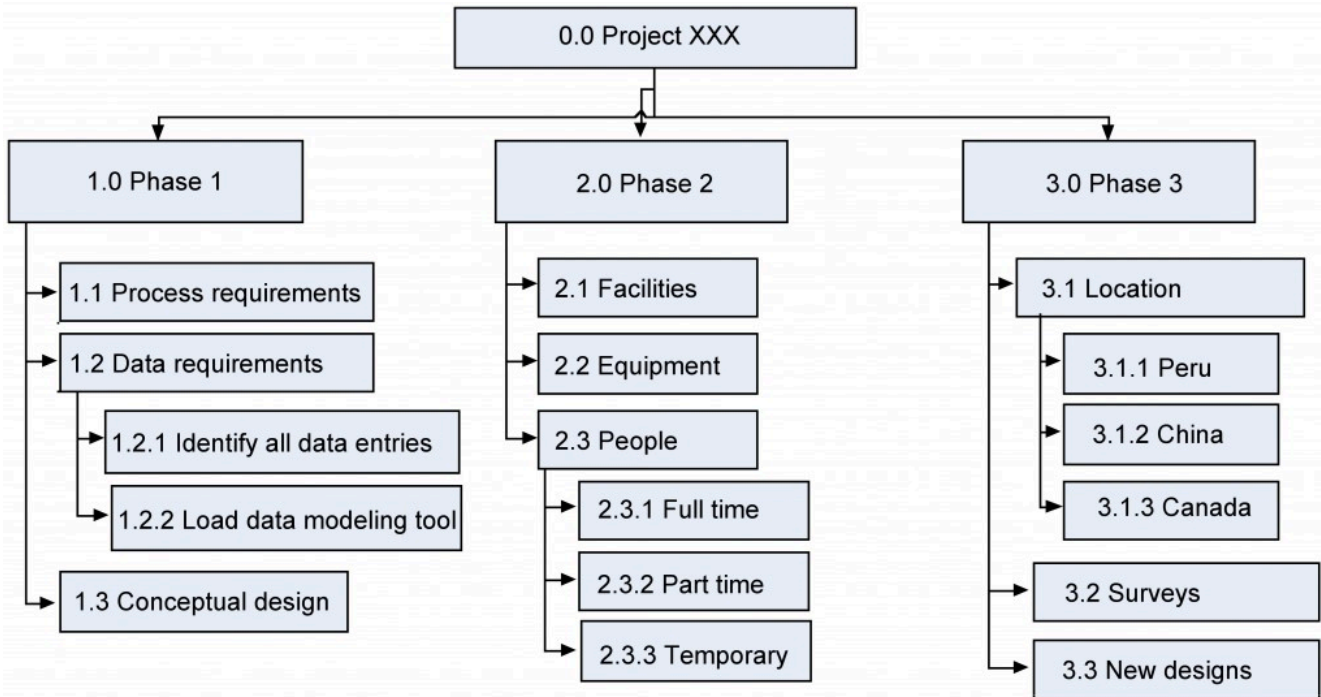 0.0 Project XXX
1.0 Phase 1
1.1 Process requirements
1.2 Data requirements
1.2.1 Identify all data entries
1.2.2 Load data modeling tool
1.3 Conceptual design
2.0 Phase 2
2.1 Facilities
2.2 Equipment
2.3 People
2.3.1 Full time
2.3.2 Part time
2.3.3 Temporary
3.0 Phase 3
3.1 Location
3.1.1 Peru
3.1.2 China
3.1.3 Canada
3.2 Surveys
3.3 New designs